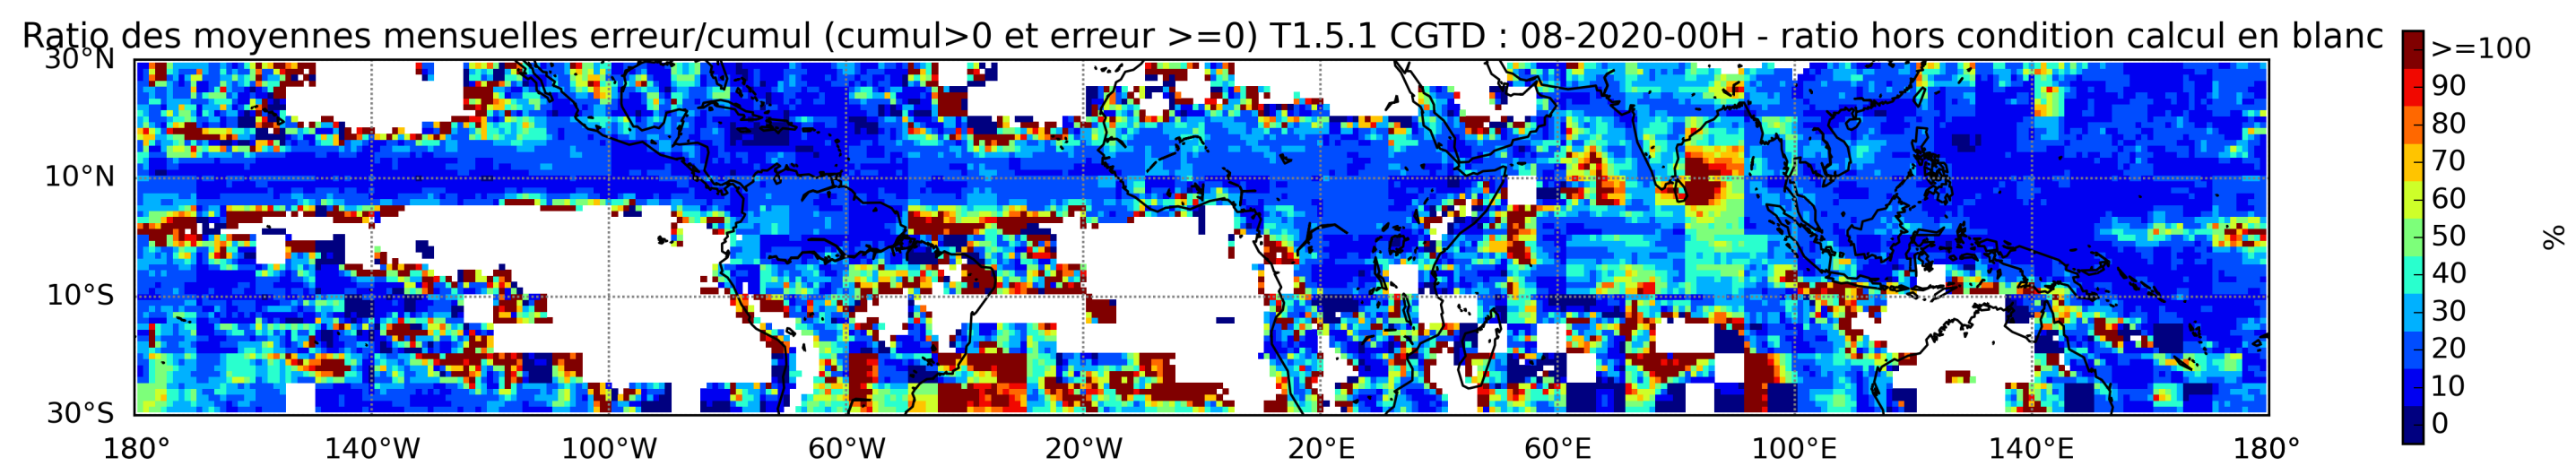 Ratio des moyennes mensuelles erreur/cumul (cumul>0 et erreur >=0) T1.5.1 CGTD : 08-2020-00H - ratio hors condition calcul en blanc
30°N
10°N
10°S
30°S
180°
140°W
100°W
60°W
20°W
20°E
60°E
100°E
140°E
180°
>=100
90
80
70
60
50
40
30
20
10
0
%